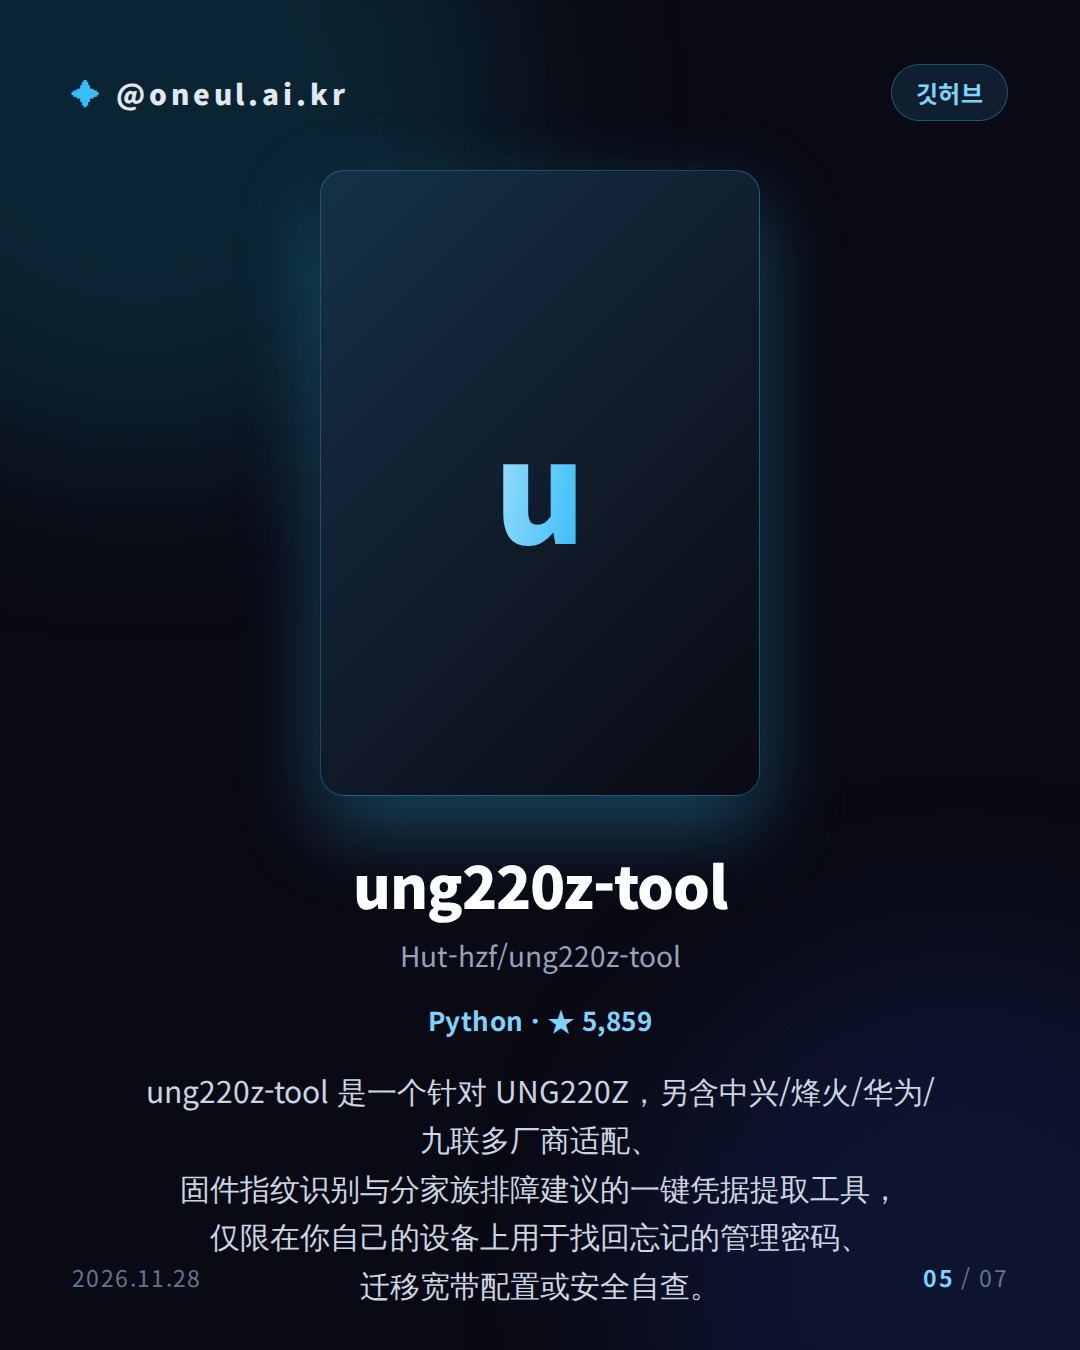 @oneul.ai.kr
깃허브
u
ung220z-tool
Hut-hzf/ung220z-tool
Python · ★ 5,859
ung220z-tool 是一个针对 UNG220Z，另含中兴/烽火/华为/
九联多厂商适配、
固件指纹识别与分家族排障建议的一键凭据提取工具，
仅限在你自己的设备上用于找回忘记的管理密码、
迁移宽带配置或安全自查。
2026.11.28
05 / 07